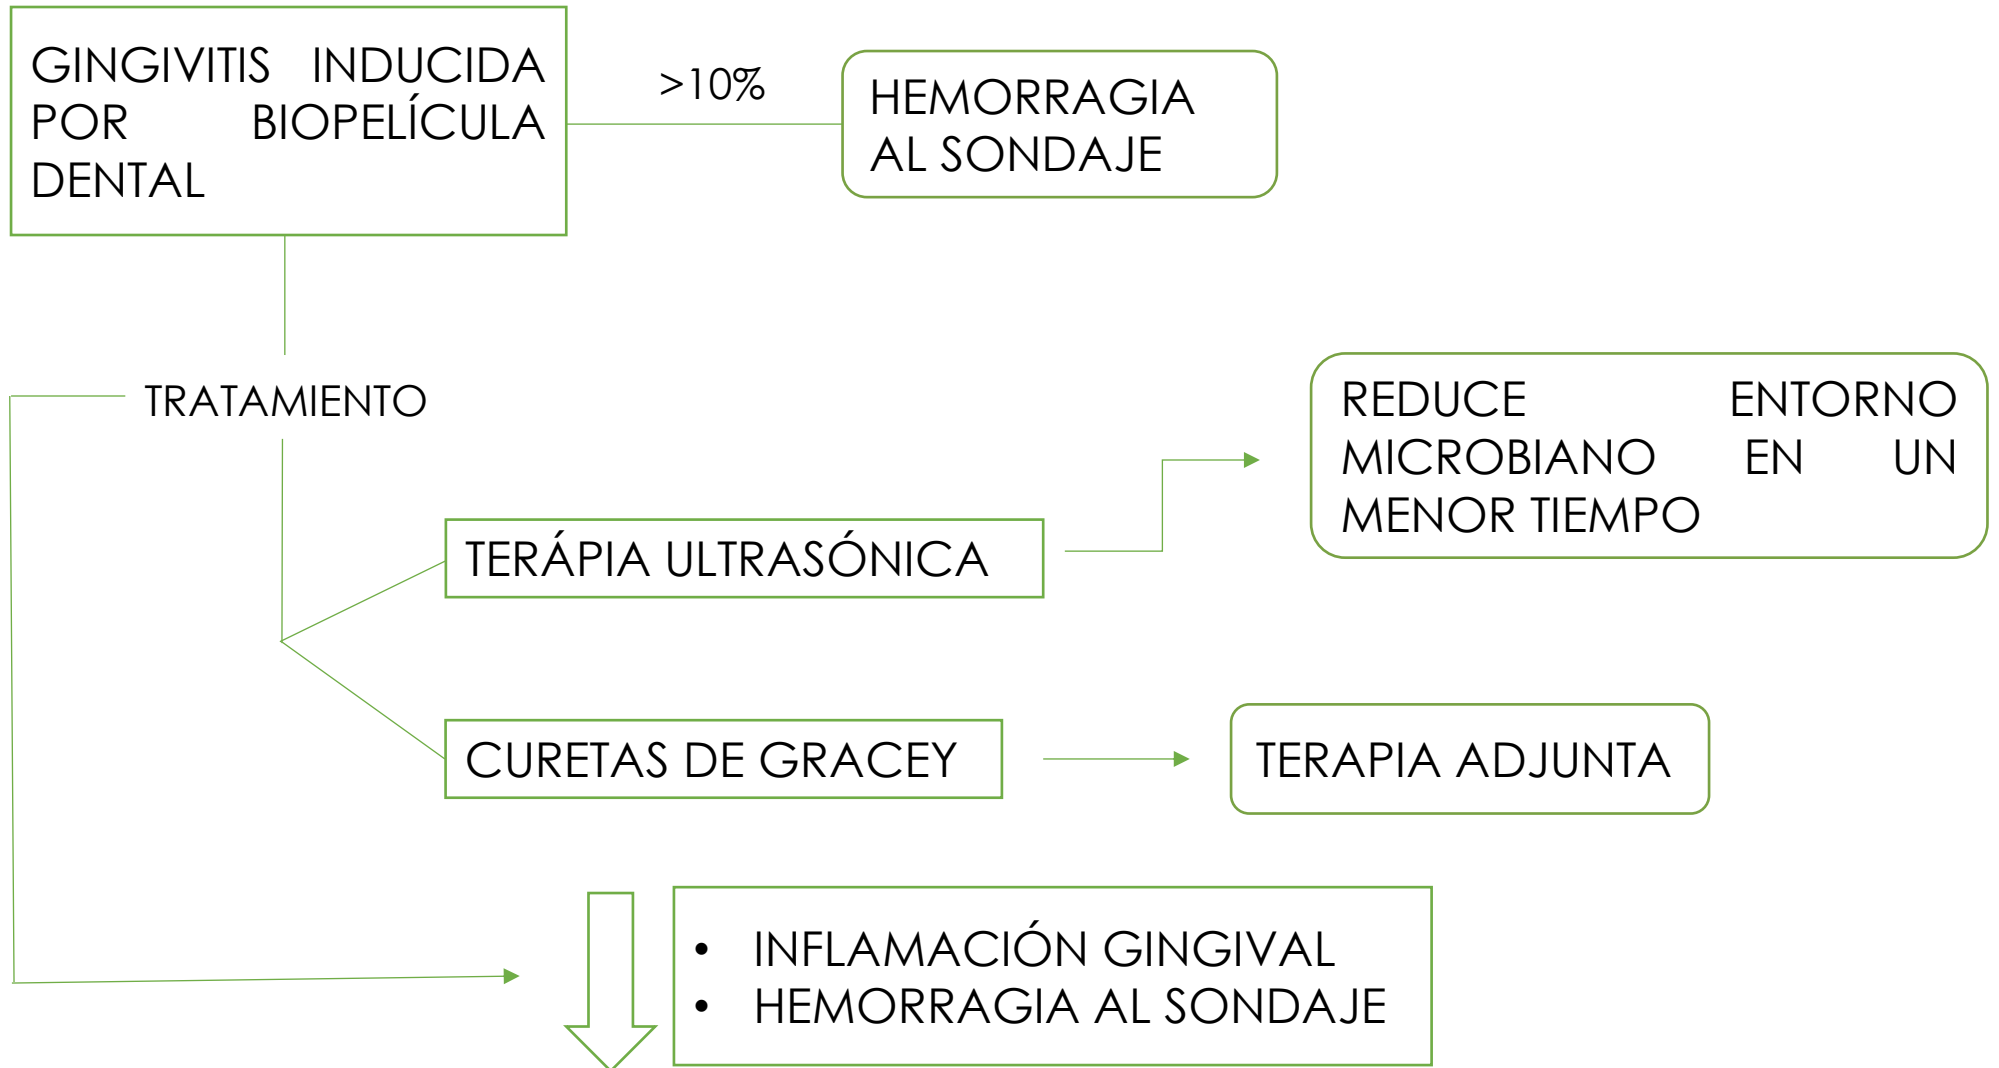 GINGIVITIS INDUCIDA
POR BIOPELÍCULA
DENTAL
>10%
HEMORRAGIA
AL SONDAJE
TRATAMIENTO
REDUCE ENTORNO
MICROBIANO EN UN
MENOR TIEMPO
TERÁPIA ULTRASÓNICA
CURETAS DE GRACEY
TERAPIA ADJUNTA
• INFLAMACIÓN GINGIVAL
• HEMORRAGIA AL SONDAJE